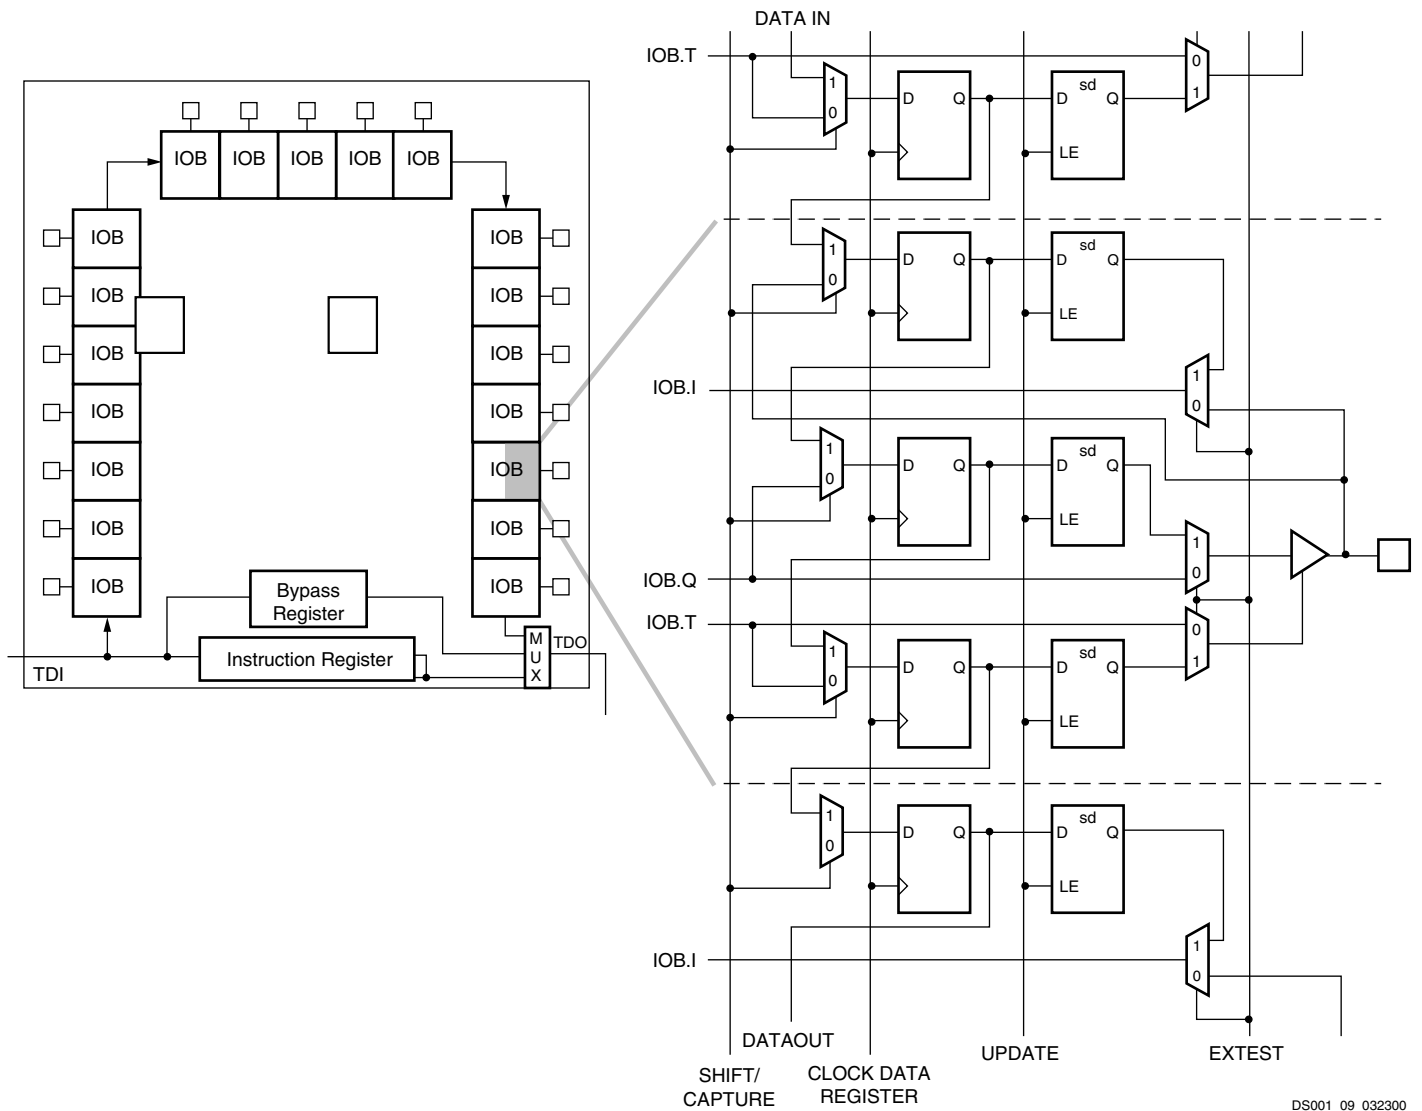 DATA IN
IOB.T
0
1
1
0
D Q
sd
D Q
LE
IOB IOB IOB IOB IOB
IOB
IOB
IOB
IOB
IOB
IOB
IOB
IOB
IOB
IOB
IOB
IOB
IOB
IOB
Bypass
Register
Instruction Register
M
U
X
TDI
TDO
1
0
D Q
sd
D Q
LE
IOB.I
1
0
1
0
D Q
sd
D Q
LE
1
0
IOB.Q
IOB.T
0
1
1
0
D Q
sd
D Q
LE
1
0
D Q
sd
D Q
LE
IOB.I
1
0
DATAOUT
UPDATE
EXTEST
SHIFT/
CAPTURE
CLOCK DATA
REGISTER
DS001_09_032300